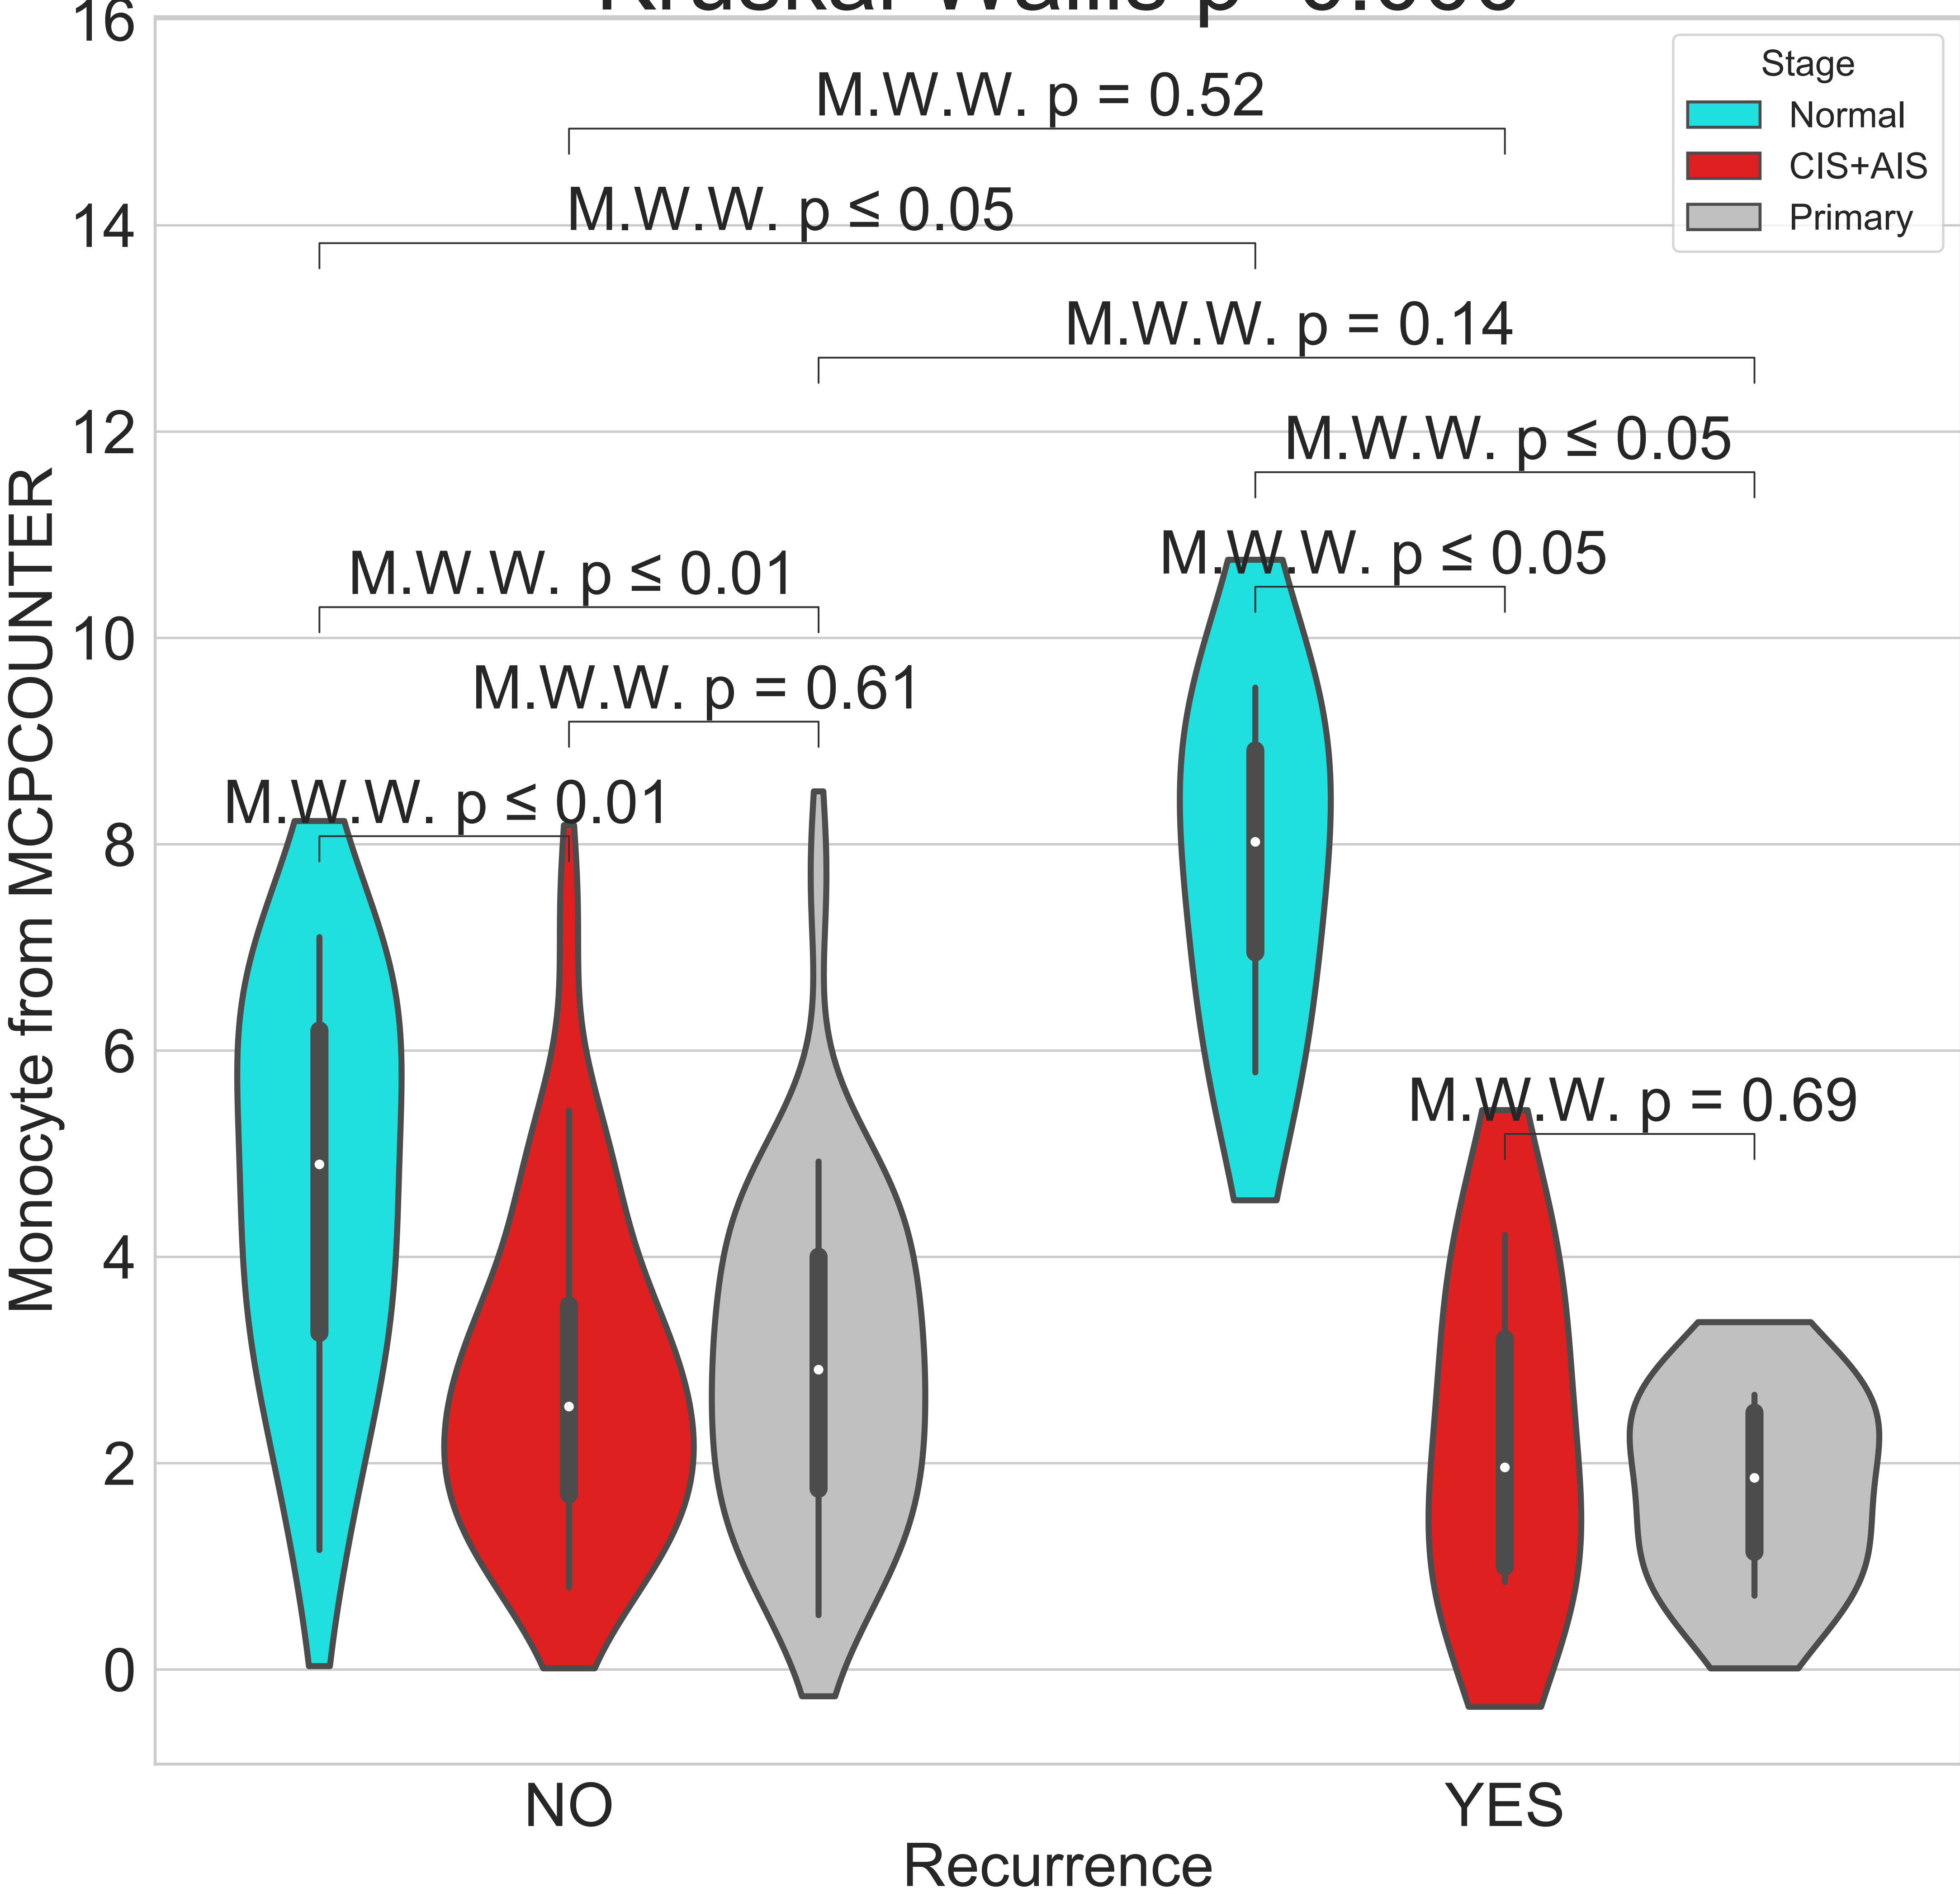 16
M.W.W. p = 0.52
Stage
Normal
CIS+AIS
Primary
M.W.W. p ≤ 0.05
14
M.W.W. p = 0.14
M.W.W. p ≤ 0.05
12
M.W.W. p ≤ 0.05
M.W.W. p ≤ 0.01
10
M.W.W. p = 0.61
M.W.W. p ≤ 0.01
8
6
M.W.W. p = 0.69
4
2
0
Monocyte from MCPCOUNTER
NO
YES
Recurrence